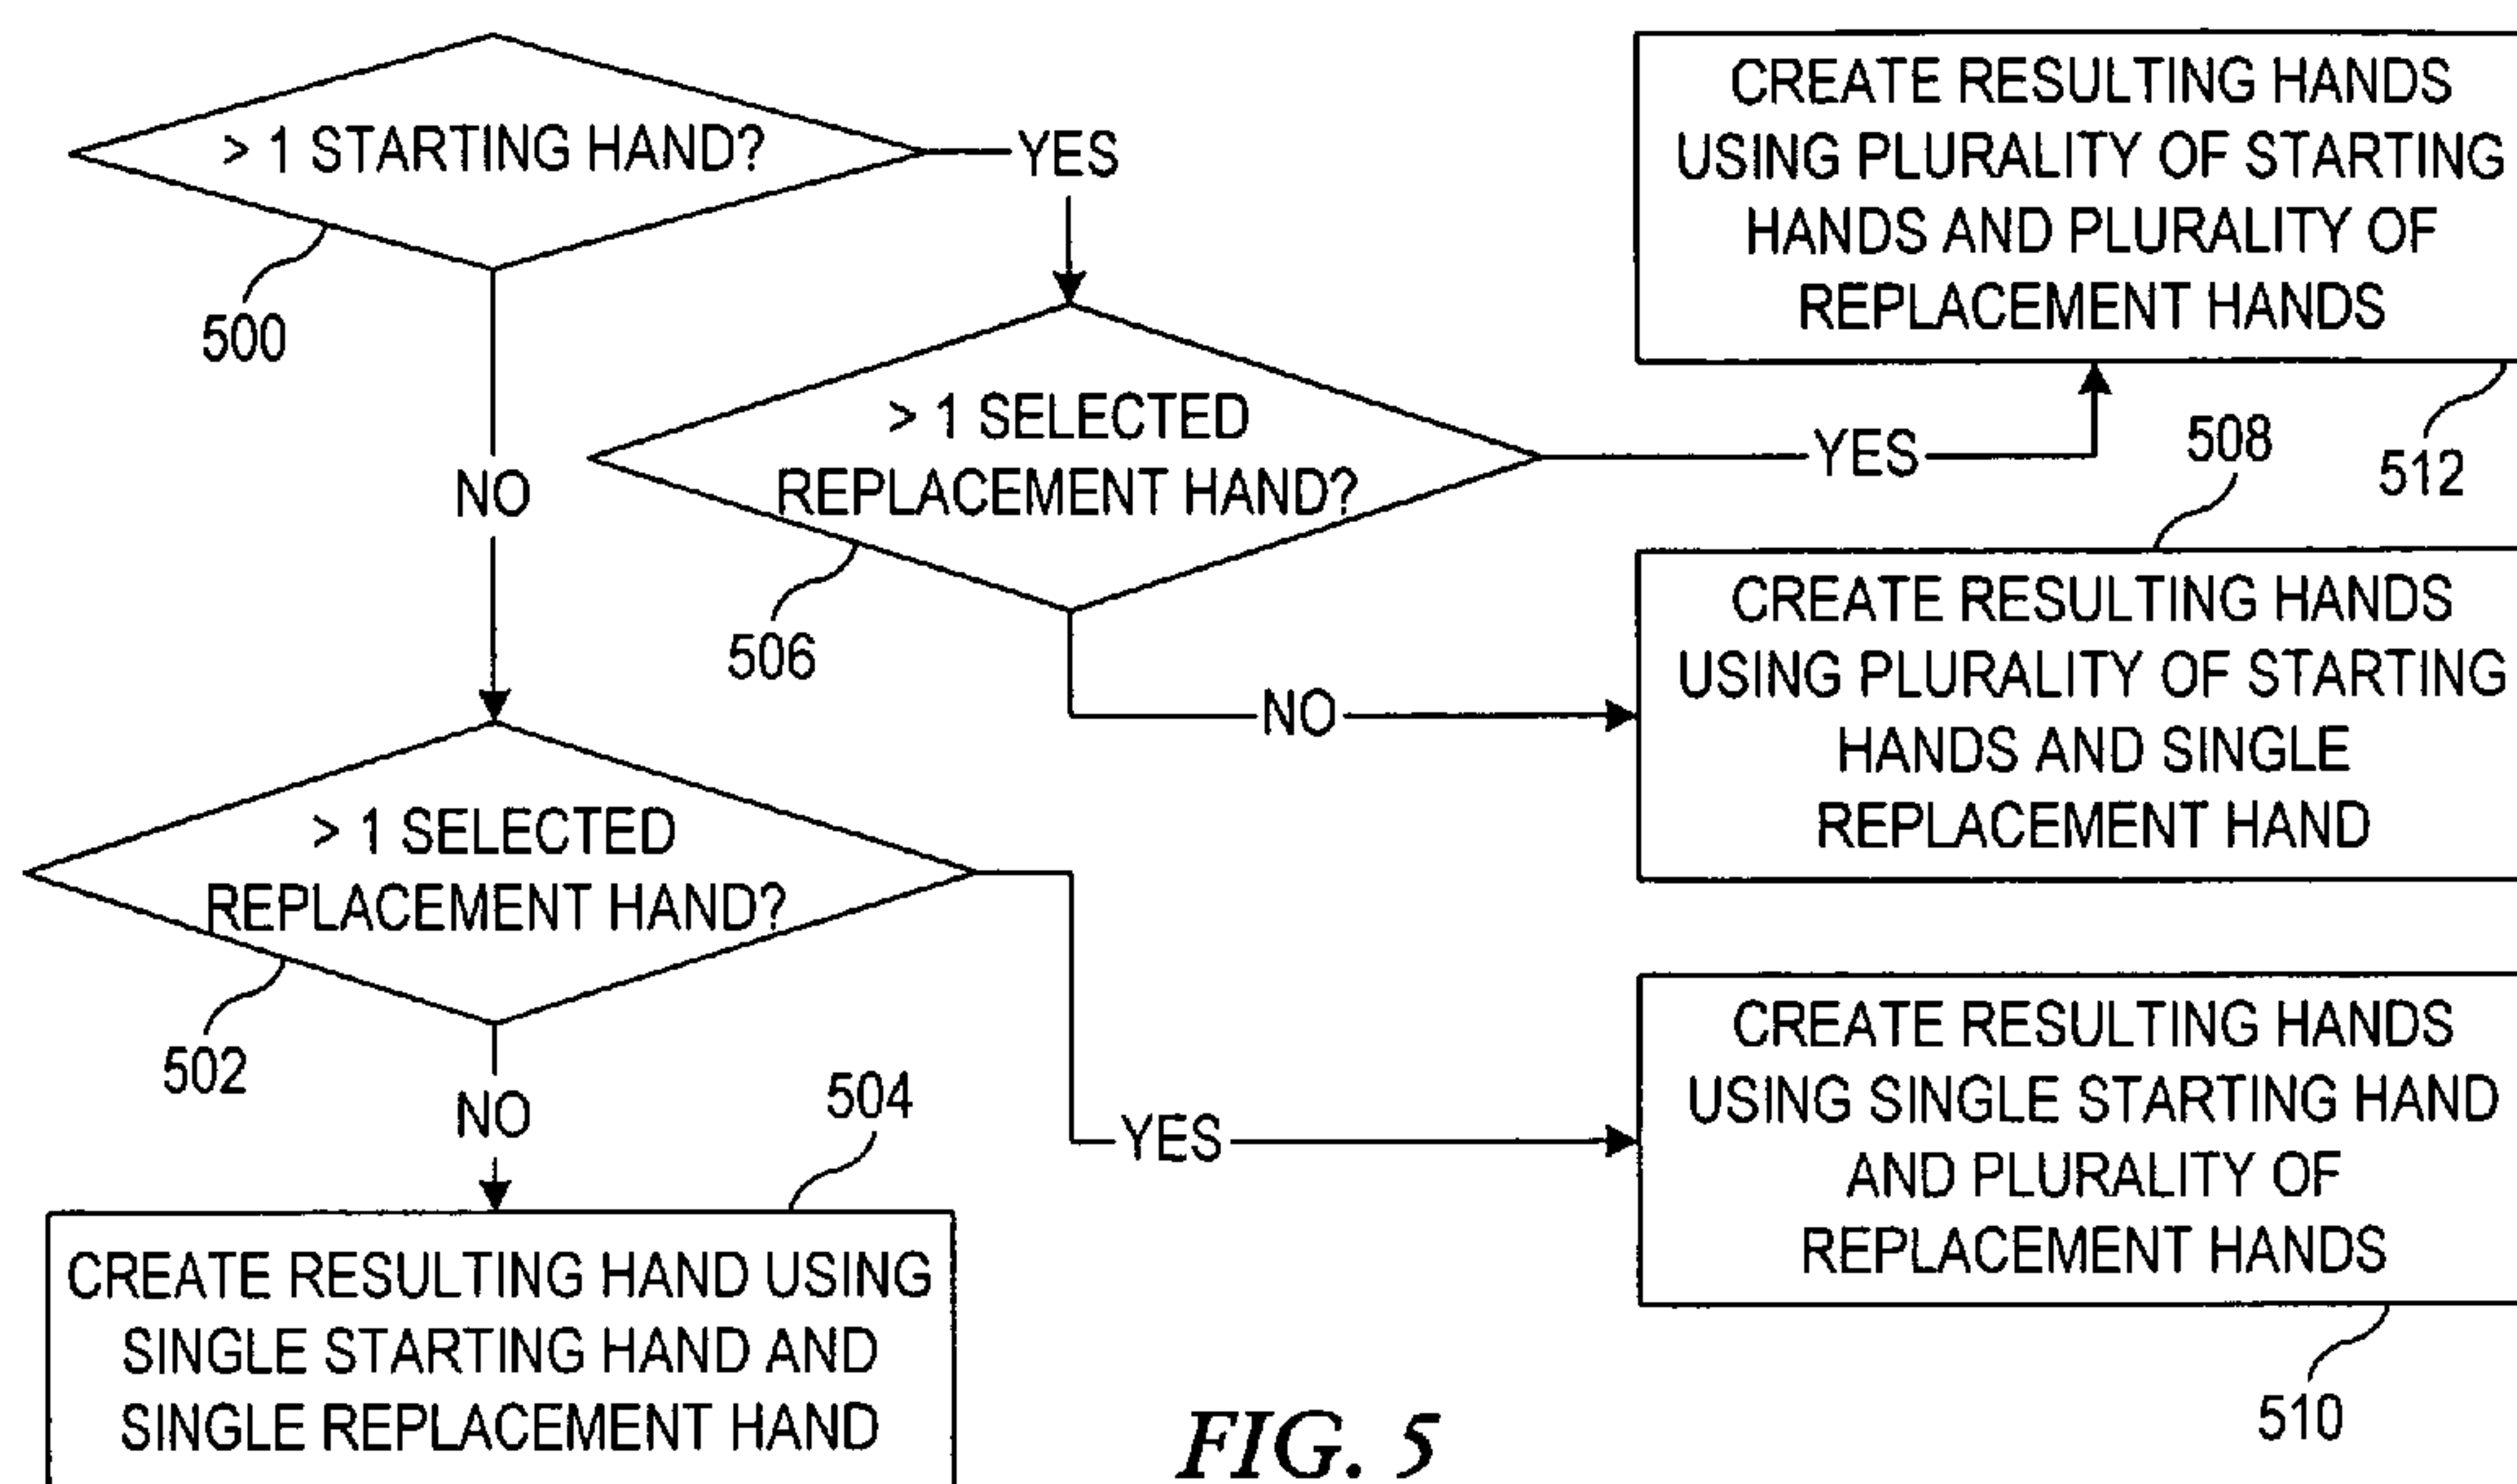 > 1 STARTING HAND?
YES
500
NO
> 1 SELECTED
REPLACEMENT HAND?
506
YES
NO
CREATE RESULTING HANDS
USING PLURALITY OF STARTING
HANDS AND PLURALITY OF
REPLACEMENT HANDS
512
508
CREATE RESULTING HANDS
USING PLURALITY OF STARTING
HANDS AND SINGLE
REPLACEMENT HAND
> 1 SELECTED
REPLACEMENT HAND?
502
NO
YES
504
CREATE RESULTING HAND USING
SINGLE STARTING HAND AND
SINGLE REPLACEMENT HAND
CREATE RESULTING HANDS
USING SINGLE STARTING HAND
AND PLURALITY OF
REPLACEMENT HANDS
510
FIG. 5